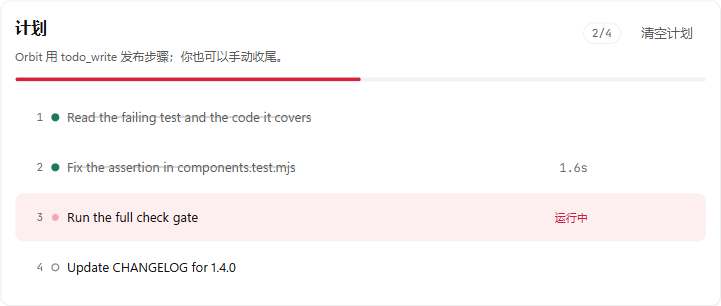 计划
2/4
清空计划
Orbit 用 todo_write 发布步骤；你也可以手动收尾。
1 Read the failing test and the code it covers
2 Fix the assertion in components.test.mjs 1.6s
3 Run the full check gate 运行中
4 Update CHANGELOG for 1.4.0